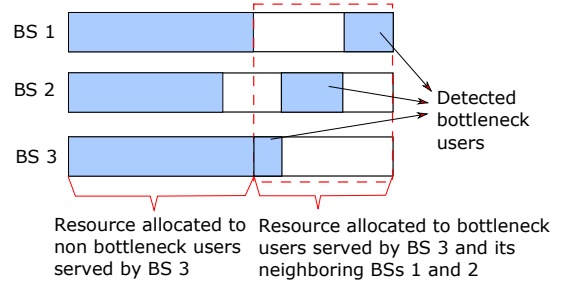 BS 1
BS 2
BS 3
Detected
bottleneck
users
Resource allocated to
non bottleneck users
served by BS 3
Resource allocated to bottleneck
users served by BS 3 and its
neighboring BSs 1 and 2